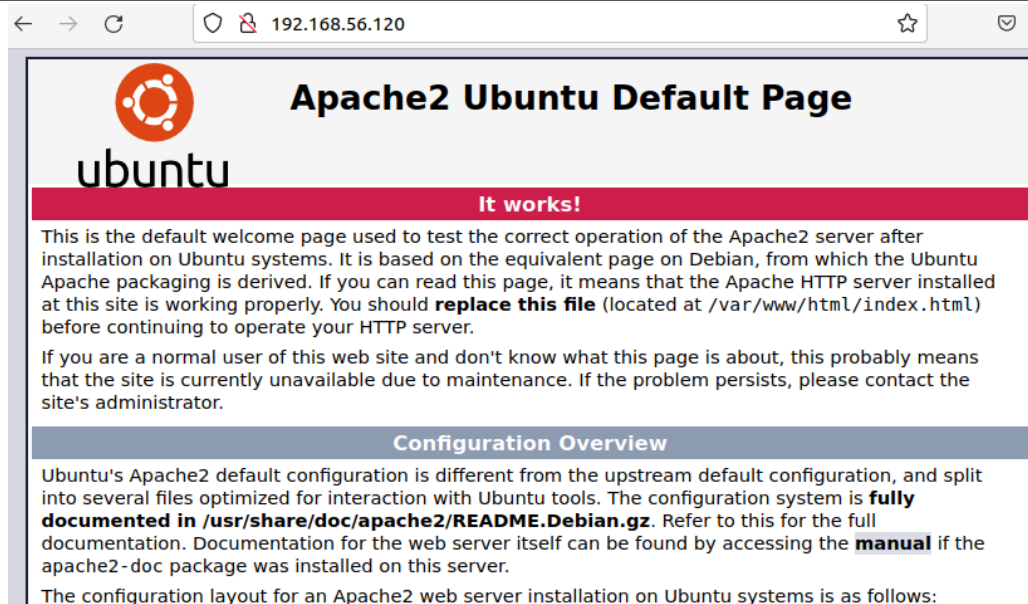 192.168.56.120
Apache2 Ubuntu Default Page
ubuntu
It works!
This is the default welcome page used to test the correct operation of the Apache2 server after
installation on Ubuntu systems. It is based on the equivalent page on Debian, from which the Ubuntu
Apache packaging is derived. If you can read this page, it means that the Apache HTTP server installed
at this site is working properly. You should replace this file (located at /var/www/html/index.html)
before continuing to operate your HTTP server.
If you are a normal user of this web site and don't know what this page is about, this probably means
that the site is currently unavailable due to maintenance. If the problem persists, please contact the
site's administrator.
Configuration Overview
Ubuntu's Apache2 default configuration is different from the upstream default configuration, and split
into several files optimized for interaction with Ubuntu tools. The configuration system is fully
documented in /usr/share/doc/apache2/README.Debian.gz. Refer to this for the full
documentation. Documentation for the web server itself can be found by accessing the manual if the
apache2-doc package was installed on this server.
The configuration layout for an Apache2 web server installation on Ubuntu systems is as follows: